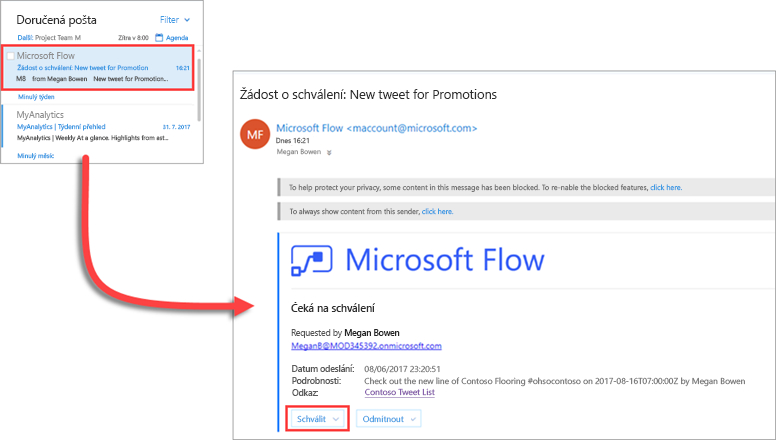 Doručená pošta
Filter
Další: Project Team M
Zítra v 8:00
Agenda
Microsoft Flow
Žádost o schválení: New tweet for Promotion
16:21
MB from Megan Bowen New tweet for Promotion...
Minulý týden
MyAnalytics
MyAnalytics | Týdenní přehled
31. 7. 2017
MyAnalytics | Weekly At a glance. Highlights from ast...
Minulý měsíc
Žádost o schválení: New tweet for Promotions
MF
Microsoft Flow <maccount@microsoft.com>
Dnes 16:21
Megan Bowen
To help protect your privacy, some content in this message has been blocked. To re-nable the blocked features, click here.
To always show content from this sender, click here.
Microsoft Flow
Čeká na schválení
Requested by Megan Bowen
MeganB@MOD345392.onmicrosoft.com
Datum odeslání: 08/06/2017 23:20:51
Podrobnosti: Check out the new line of Contoso Flooring #ohsocontoso on 2017-08-16T07:00:00Z by Megan Bowen
Odkaz: Contoso Tweet List
Schválit
Odmítnout